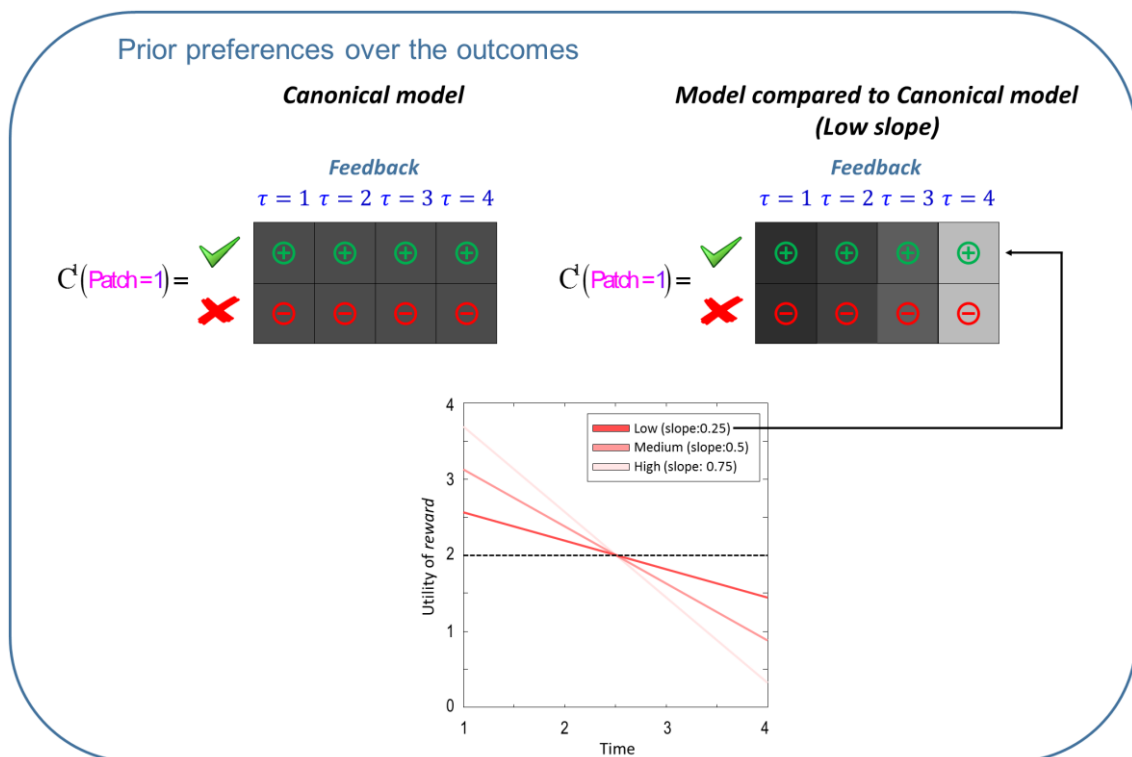 Prior preferences over the outcomes
Canonical model
Model compared to Canonical model
(Low slope)
Feedback
Feedback
τ = 1 τ = 2 τ = 3 τ = 4
τ = 1 τ = 2 τ = 3 τ = 4
C¹(Patch=1)=
C¹(Patch=1)=
4
3
2
1
0
Utility of reward
Low (slope:0.25)
Medium (slope:0.5)
High (slope: 0.75)
1 2 3 4
Time